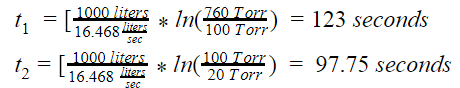 t₁ = [1000 liters / 16.468 liters/sec * ln(760 Torr / 100 Torr) = 123 seconds
t₂ = [1000 liters / 16.468 liters/sec * ln(100 Torr / 20 Torr) = 97.75 seconds